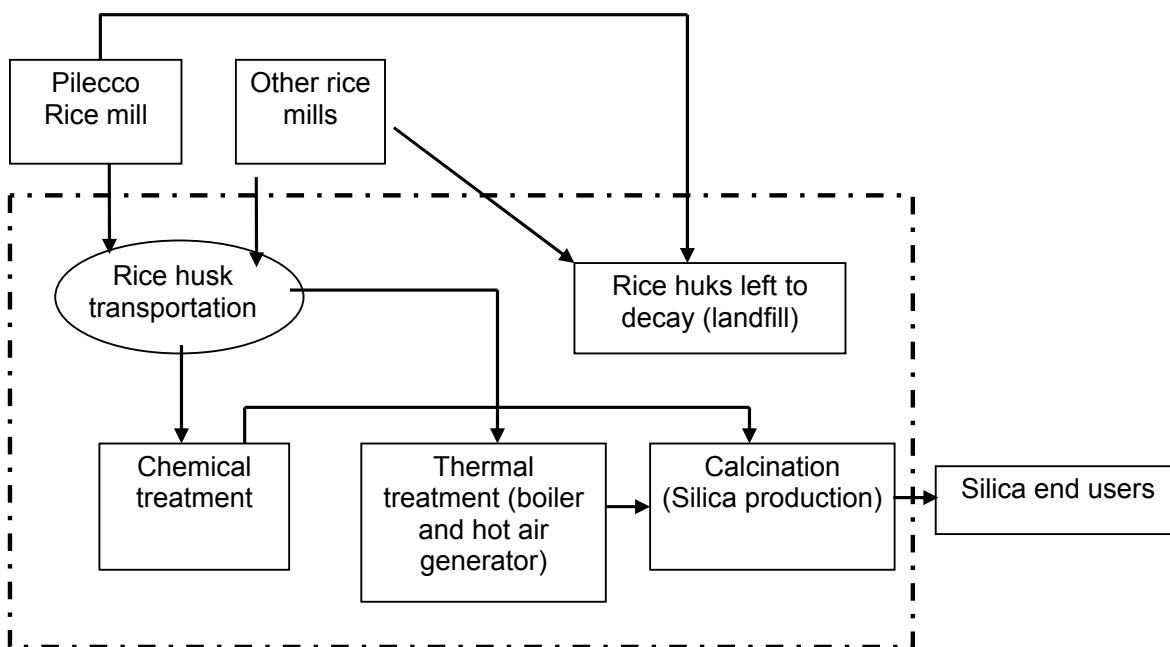 Pilecco
Rice mill
Other rice
mills
Rice husk
transportation
Rice huks left to
decay (landfill)
Chemical
treatment
Thermal
treatment (boiler
and hot air
generator)
Calcination
(Silica production)
Silica end users